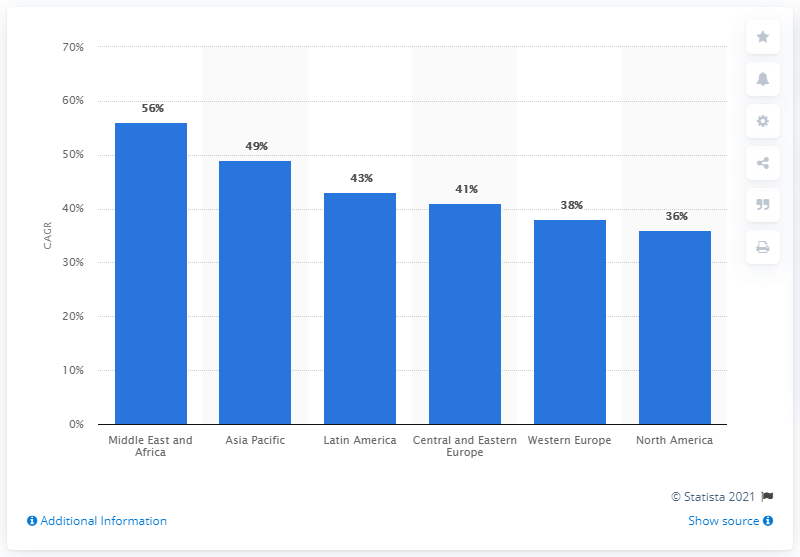 70%
60%
50%
40%
30%
20%
10%
0%
CAGR
56%
49%
43%
41%
38%
36%
Middle East and
Africa
Asia Pacific
Latin America
Central and Eastern
Europe
Western Europe
North America
© Statista 2021
Additional Information
Show source